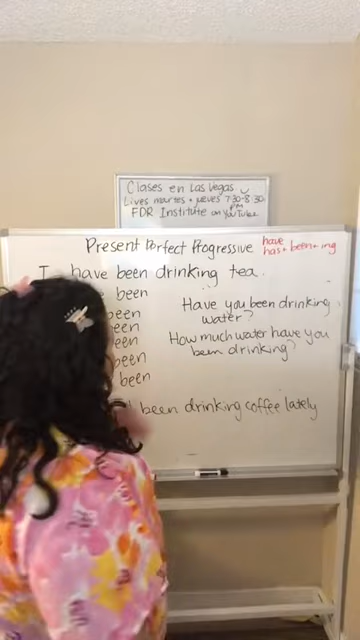 Clases en Las Vegas
Lives martes + jueves 7:30-8:30
pm
FDR Institute on YouTube
Present Perfect Progressive
have
has + been + ing
I have been drinking tea.
been
been
been
been
been
been
Have you been drinking
water?
How much water have you
been drinking?
been drinking coffee lately